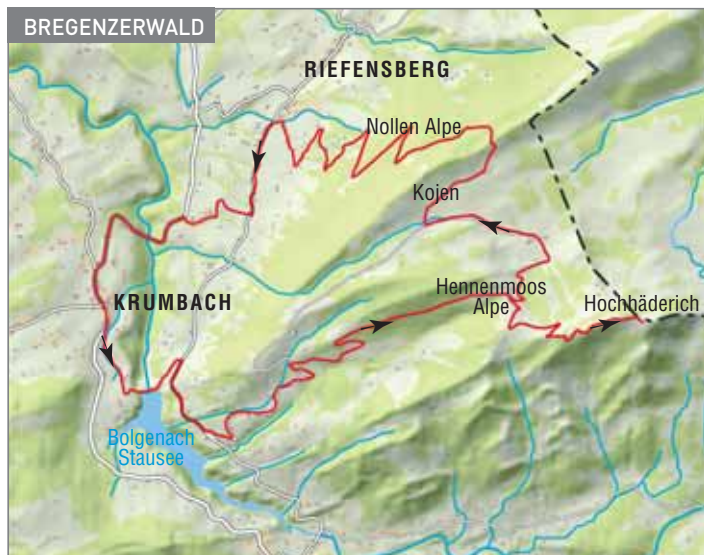 BREGENZERWALD
RIEFENSBERG
Nollen Alpe
Kojen
KRUMBACH
Hennenmoos
Alpe
Hochhäderich
Bolgenach
Stausee